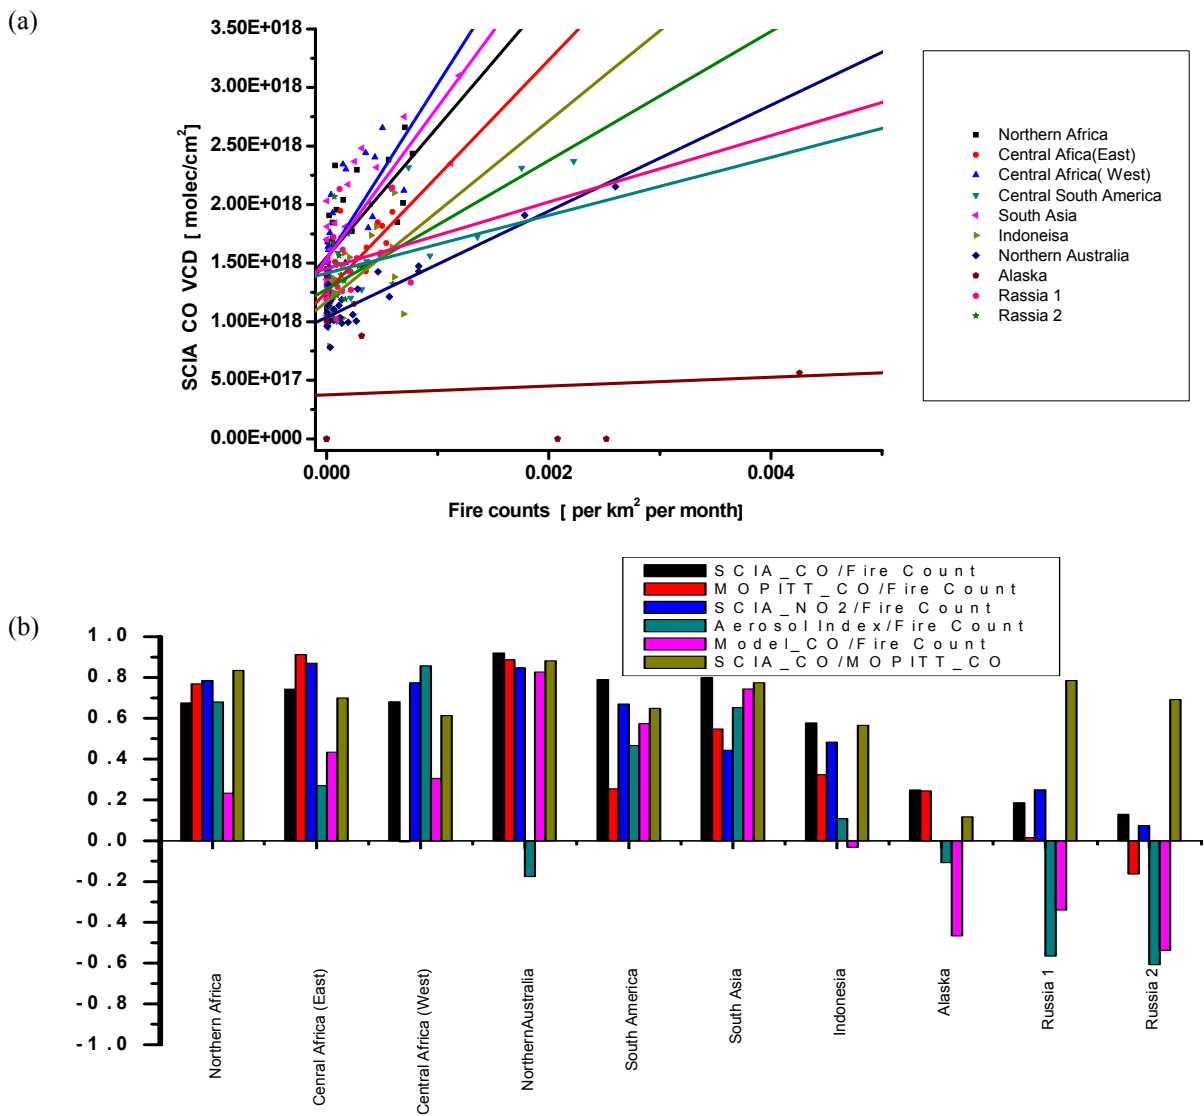 (a)
3.50E+018
3.00E+018
2.50E+018
2.00E+018
1.50E+018
1.00E+018
5.00E+017
0.00E+000
SCIA CO VCD [ molec/cm²]
0.000
0.002
0.004
Fire counts [ per km² per month]
Northern Africa
Central Afica(East)
Central Africa( West)
Central South America
South Asia
Indoneisa
Northern Australia
Alaska
Rassia 1
Rassia 2
(b)
SCIA_CO/Fire Count
MOPITT_CO/Fire Count
SCIA_NO2/Fire Count
Aerosol Index/Fire Count
Model_CO/Fire Count
SCIA_CO/MOPITT_CO
1.0
0.8
0.6
0.4
0.2
0.0
-0.2
-0.4
-0.6
-0.8
-1.0
Northern Africa
Cenral Africa (East)
Central Africa (West)
NorthernAustralia
South America
South Asia
Indonesia
Alaska
Russia 1
Russia 2